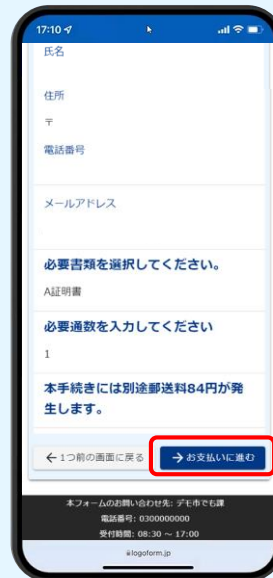 17:10
氏名
住所
〒
電話番号
メールアドレス
必要書類を選択してください。
A証明書
必要通数を入力してください
1
本手続きには別途郵送料84円が発
生します。
←1つ前の画面に戻る
→お支払いに進む
本フォームのお問い合わせ先: デモ市でも課
電話番号: 0300000000
受付時間: 08:30 ～ 17:00
logoform.jp